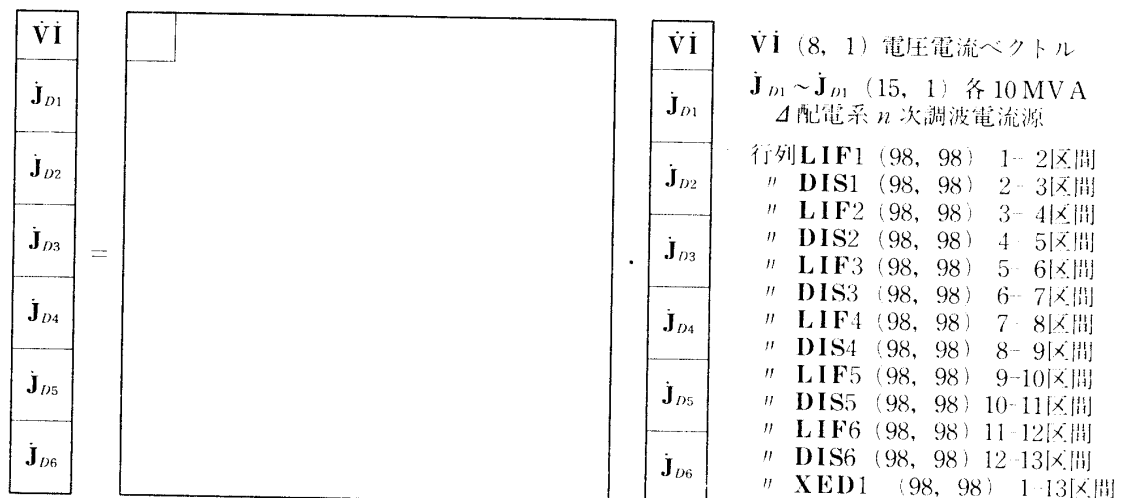 V̇İ
J̇D1
J̇D2
J̇D3
J̇D4
J̇D5
J̇D6
=
·
V̇İ
J̇D1
J̇D2
J̇D3
J̇D4
J̇D5
J̇D6
V̇İ (8, 1) 電圧電流ベクトル
J̇D1~J̇D1 (15, 1) 各10MVA
Δ配電系n次調波電流源
行列LIF1 (98, 98) 1-2区間
〃 DIS1 (98, 98) 2-3区間
〃 LIF2 (98, 98) 3-4区間
〃 DIS2 (98, 98) 4-5区間
〃 LIF3 (98, 98) 5-6区間
〃 DIS3 (98, 98) 6-7区間
〃 LIF4 (98, 98) 7-8区間
〃 DIS4 (98, 98) 8-9区間
〃 LIF5 (98, 98) 9-10区間
〃 DIS5 (98, 98) 10-11区間
〃 LIF6 (98, 98) 11-12区間
〃 DIS6 (98, 98) 12-13区間
〃 XED1 (98, 98) 1-13区間